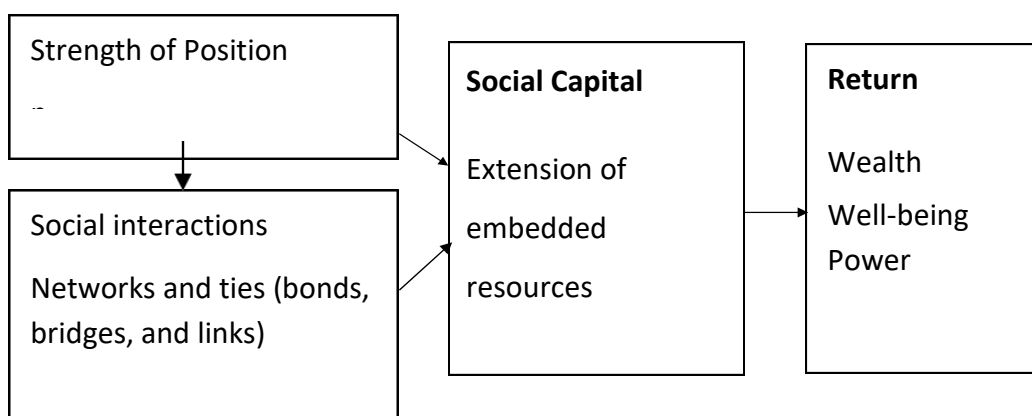 Strength of Position
Social interactions
Networks and ties (bonds,
bridges, and links)
Social Capital
Extension of
embedded
resources
Return
Wealth
Well-being
Power